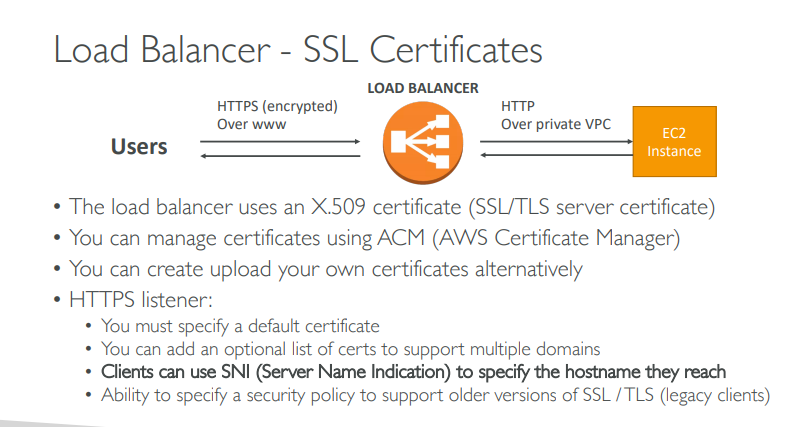 Load Balancer - SSL Certificates
LOAD BALANCER
HTTPS (encrypted)
Over www
HTTP
Over private VPC
Users
EC2
Instance
• The load balancer uses an X.509 certificate (SSL/TLS server certificate)
• You can manage certificates using ACM (AWS Certificate Manager)
• You can create upload your own certificates alternatively
• HTTPS listener:
• You must specify a default certificate
• You can add an optional list of certs to support multiple domains
• Clients can use SNI (Server Name Indication) to specify the hostname they reach
• Ability to specify a security policy to support older versions of SSL / TLS (legacy clients)